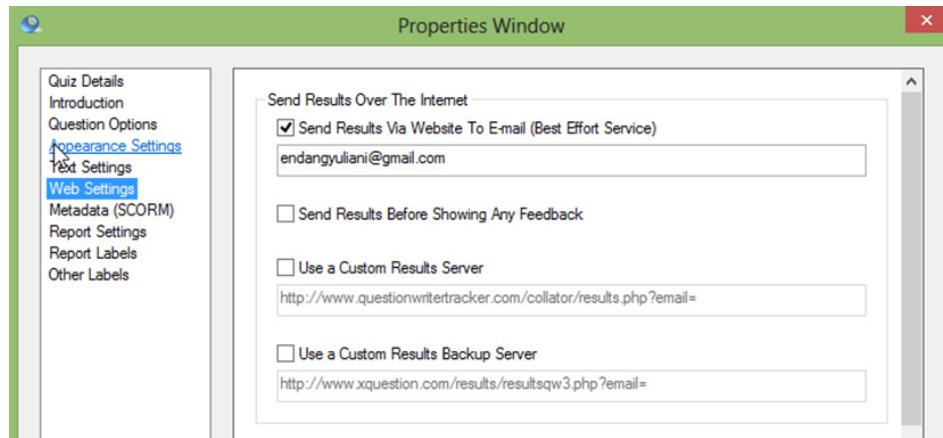 Properties Window
Quiz Details
Introduction
Question Options
Appearance Settings
Text Settings
Web Settings
Metadata (SCORM)
Report Settings
Report Labels
Other Labels
Send Results Over The Internet
Send Results Via Website To E-mail (Best Effort Service)
endangyuliani@gmail.com
Send Results Before Showing Any Feedback
Use a Custom Results Server
http://www.questionwritertracker.com/collator/results.php?email=
Use a Custom Results Backup Server
http://www.xquestion.com/results/resultsqw3.php?email=